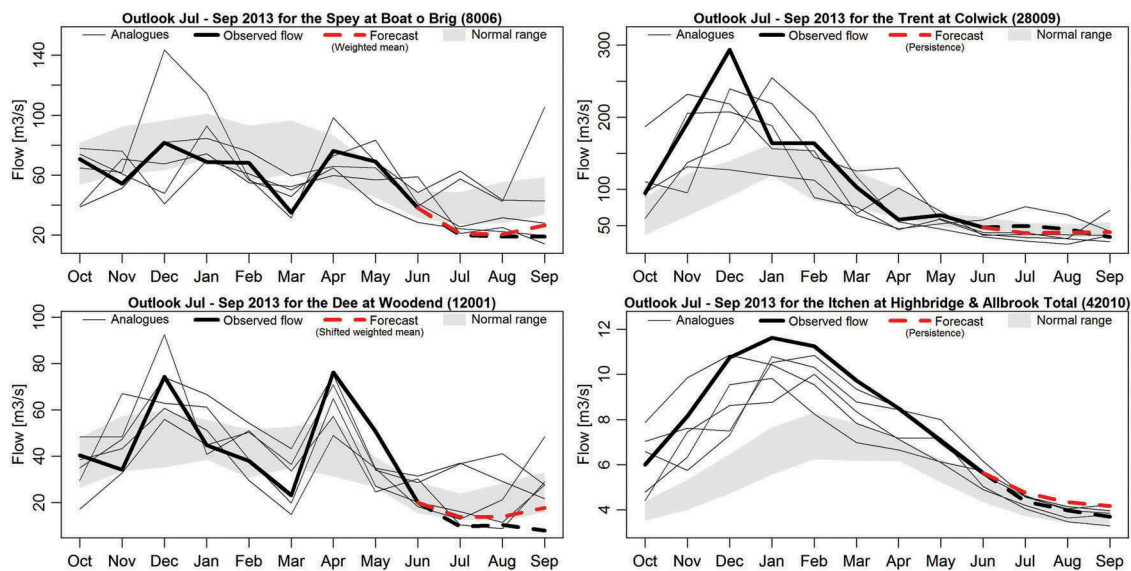 Outlook Jul - Sep 2013 for the Spey at Boat o Brig (8006)
Analogues Observed flow Forecast Normal range
(Weighted mean)
Flow [m3/s]
140
100
60
20
Oct Nov Dec Jan Feb Mar Apr May Jun Jul Aug Sep
Outlook Jul - Sep 2013 for the Trent at Colwick (28009)
Analogues Observed flow Forecast Normal range
(Persistence)
Flow [m3/s]
300
200
100
50
Oct Nov Dec Jan Feb Mar Apr May Jun Jul Aug Sep
Outlook Jul - Sep 2013 for the Dee at Woodend (12001)
Analogues Observed flow Forecast Normal range
(Shifted weighted mean)
Flow [m3/s]
100
80
60
40
20
Oct Nov Dec Jan Feb Mar Apr May Jun Jul Aug Sep
Outlook Jul - Sep 2013 for the Itchen at Highbridge & Allbrook Total (42010)
Analogues Observed flow Forecast Normal range
(Persistence)
Flow [m3/s]
12
10
8
6
4
Oct Nov Dec Jan Feb Mar Apr May Jun Jul Aug Sep